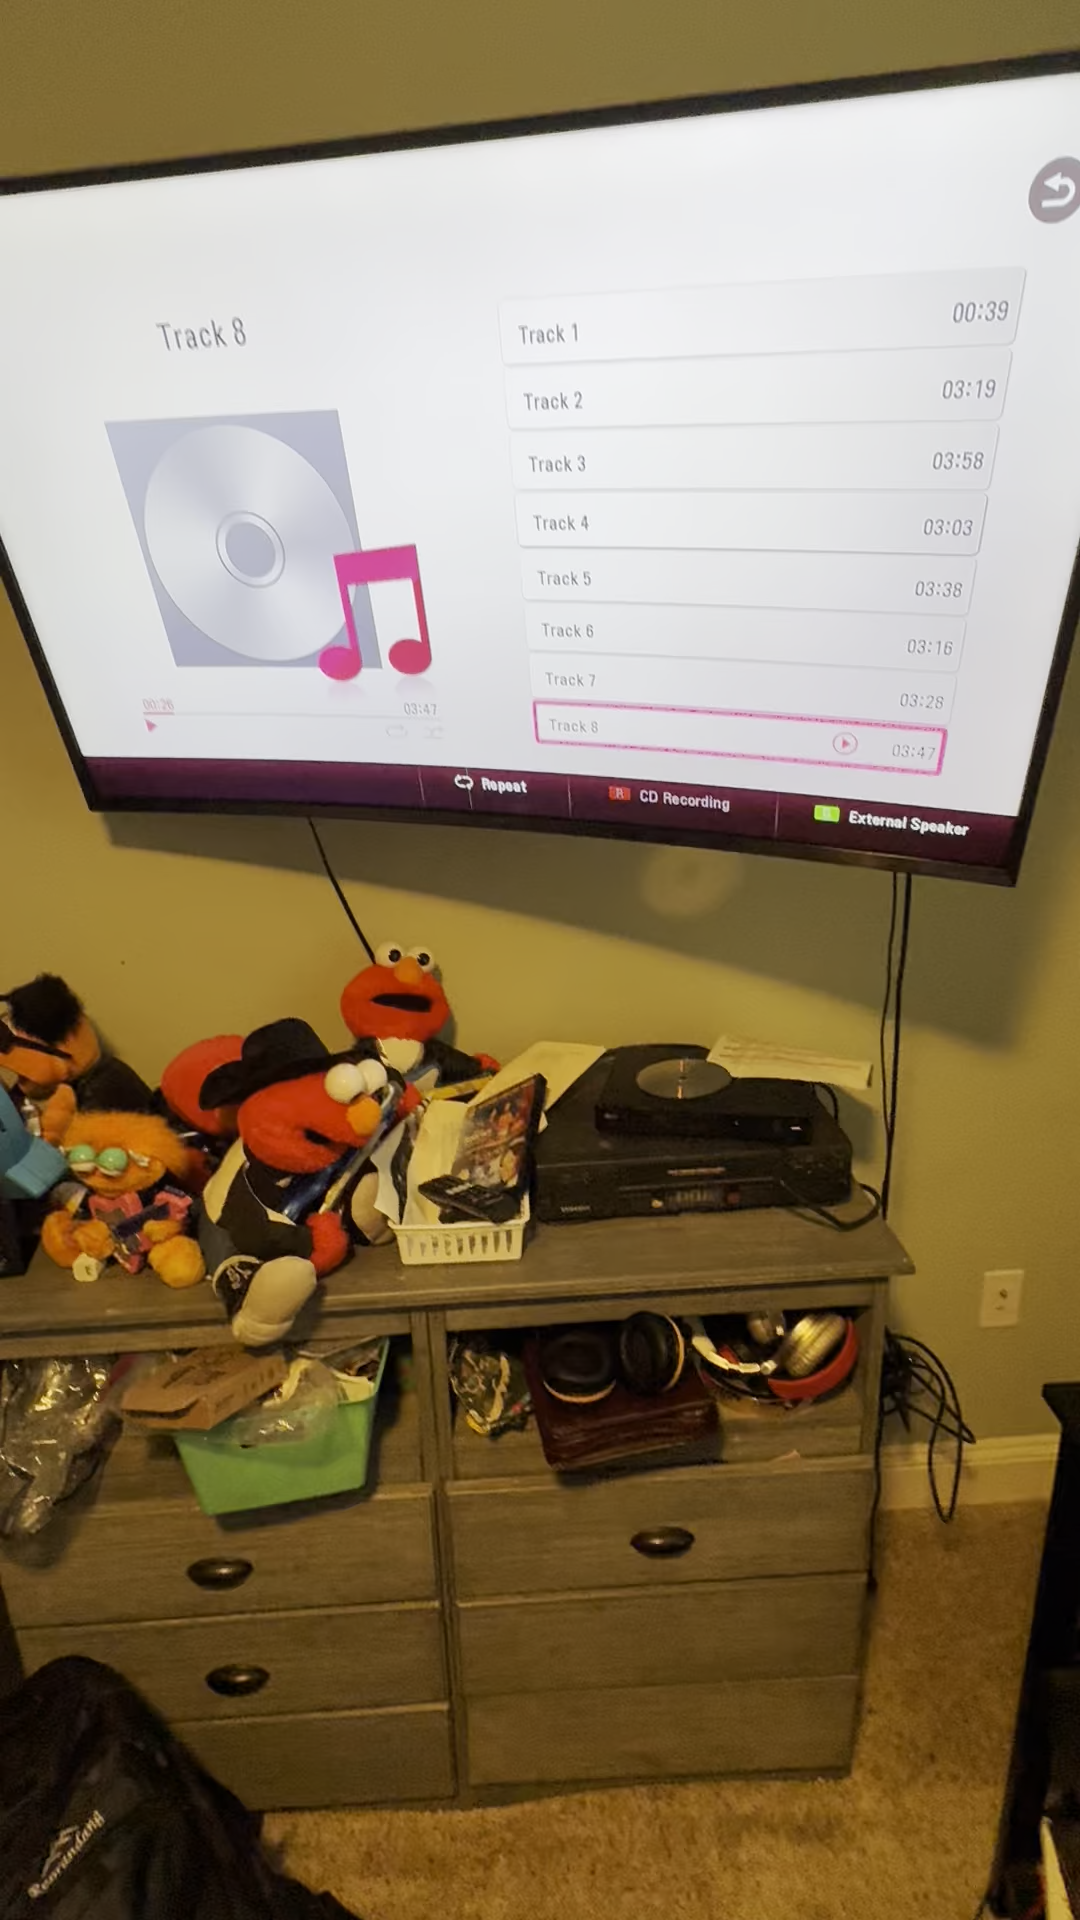 Track 8
00:26
03:47
Track 1 00:39
Track 2 03:19
Track 3 03:58
Track 4 03:03
Track 5 03:38
Track 6 03:16
Track 7 03:28
Track 8 03:47
Repeat
R CD Recording
External Speaker